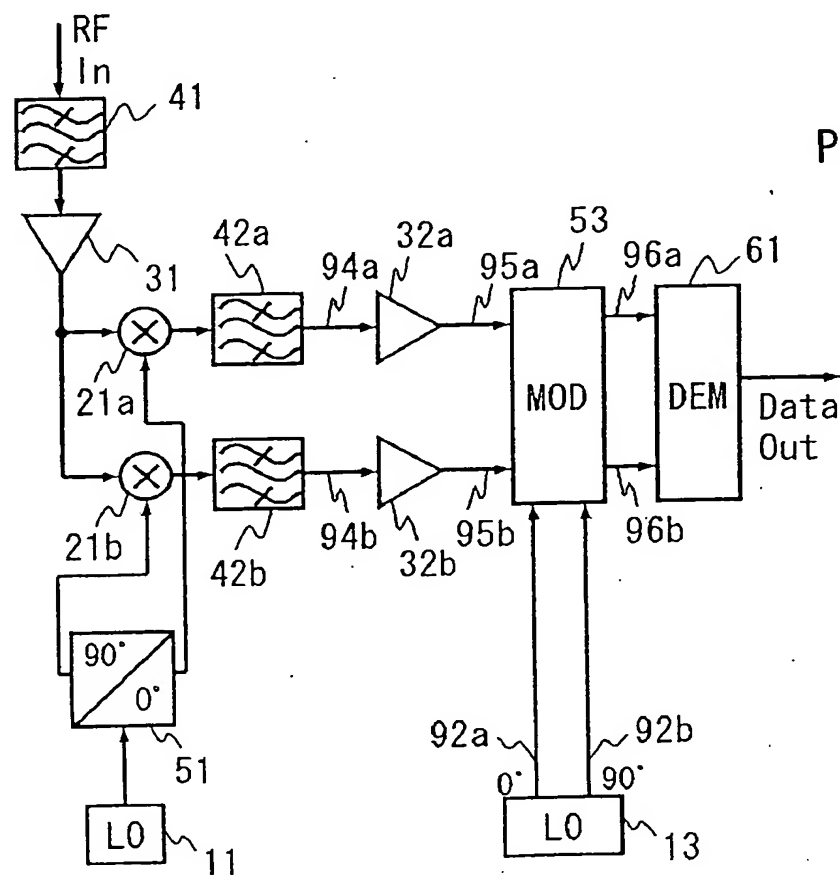 RF
In
41
P
31
42a
94a
32a
95a
53
96a
61
21a
MOD
DEM
Data
Out
21b
42b
94b
32b
95b
96b
90°
0°
51
92a
92b
0°
90°
LO
11
LO
13